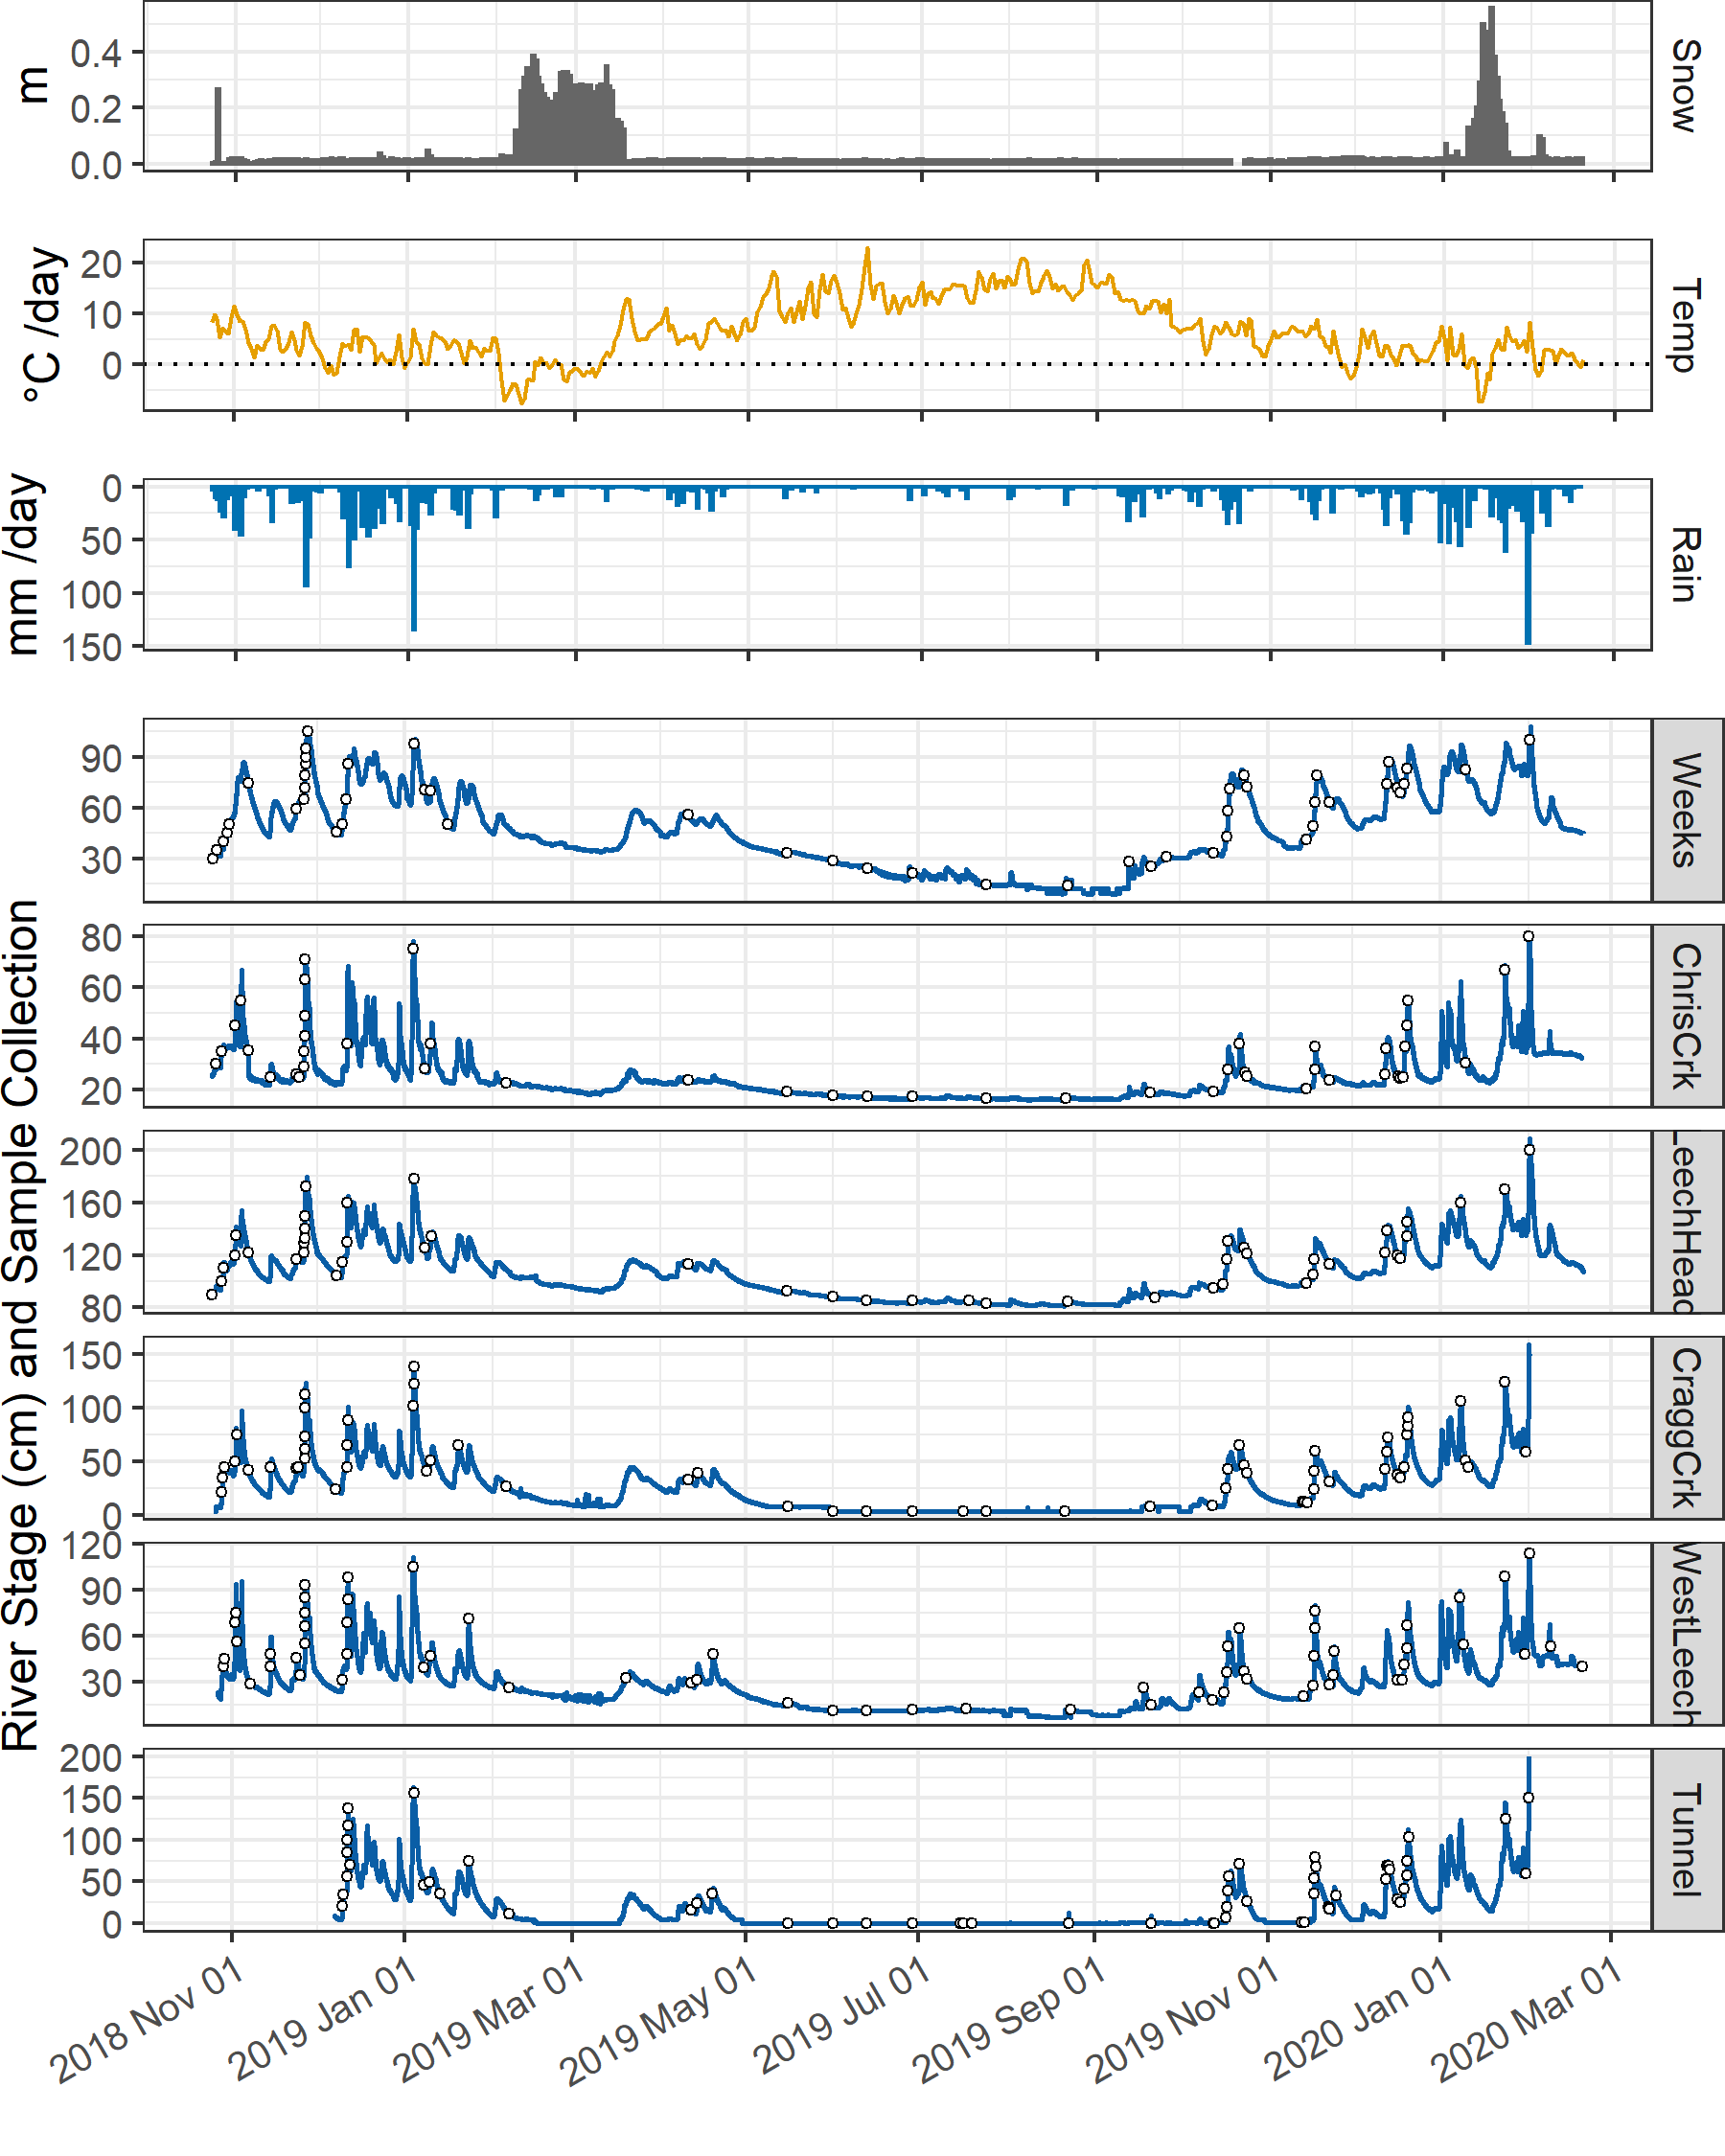 m
0.4
0.2
0.0
Snow
°C /day
20
10
0
Temp
mm /day
0
50
100
150
Rain
River Stage (cm) and Sample Collection
90
60
30
Weeks
80
60
40
20
ChrisCrk
200
160
120
80
LeechHead
150
100
50
0
CraggCrk
120
90
60
30
WestLeech
200
150
100
50
0
Tunnel
2018 Nov 01
2019 Jan 01
2019 Mar 01
2019 May 01
2019 Jul 01
2019 Sep 01
2019 Nov 01
2020 Jan 01
2020 Mar 01